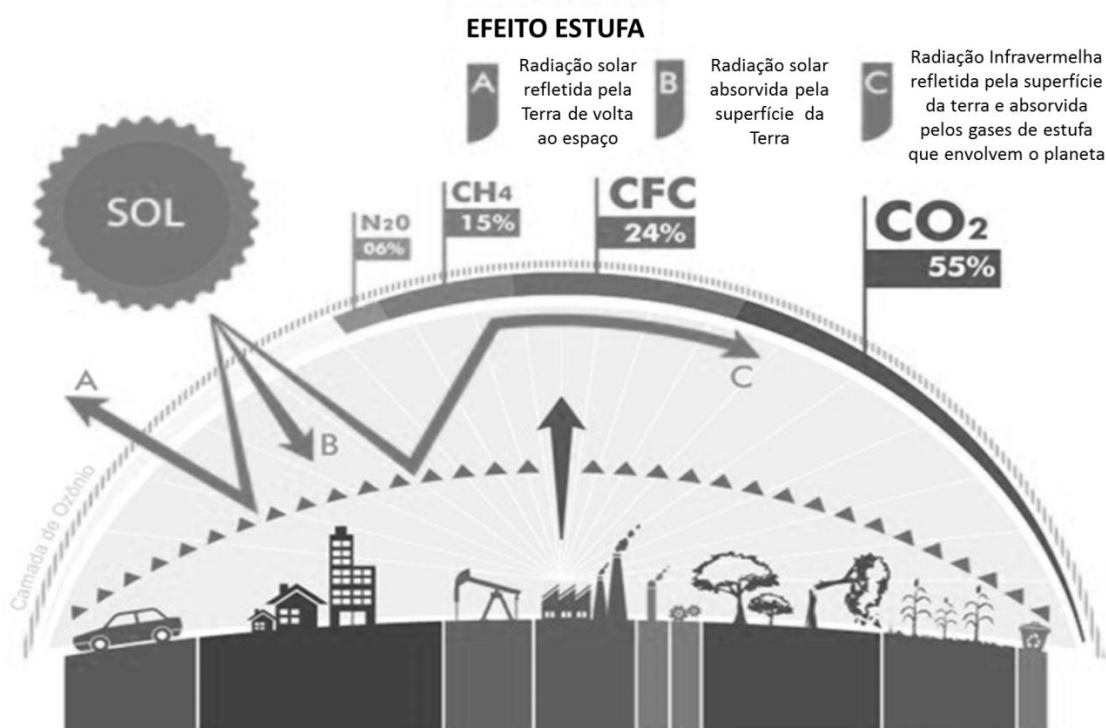 EFEITO ESTUFA
A
Radiação solar
refletida pela
Terra de volta
ao espaço
B
Radiação solar
absorvida pela
superfície da
Terra
C
Radiação Infravermelha
refletida pela superfície
da terra e absorvida
pelos gases de estufa
que envolvem o planeta
SOL
N20
06%
CH4
15%
CFC
24%
CO2
55%
A
B
C
Camada de Ozônio